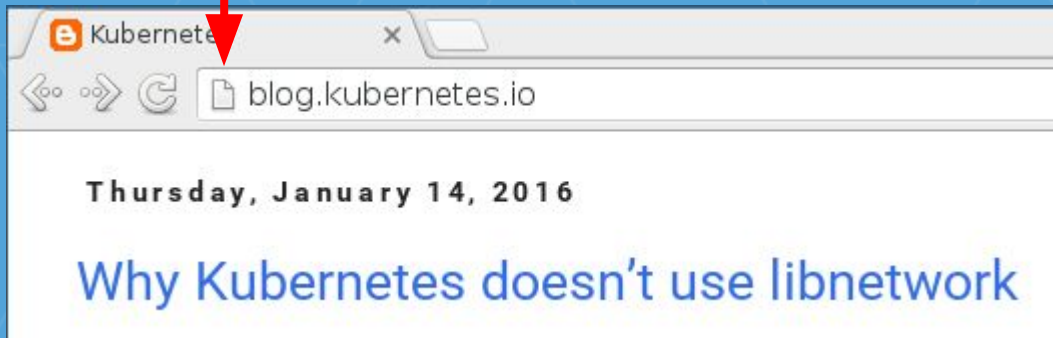 Kubernete
blog.kubernetes.io
Thursday, January 14, 2016
Why Kubernetes doesn’t use libnetwork